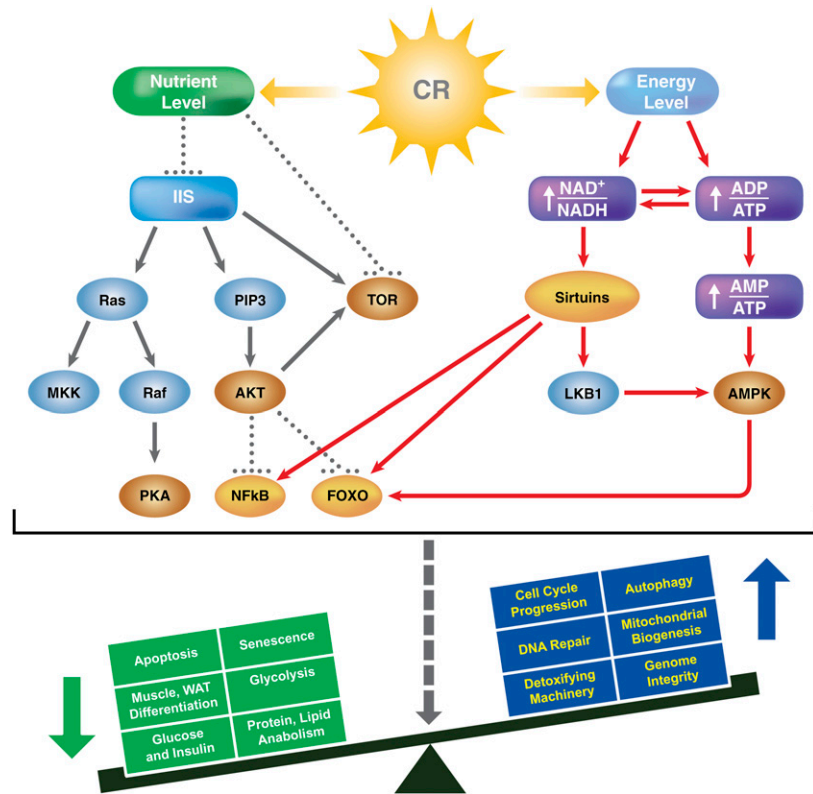 Nutrient
Level
CR
Energy
Level
IIS
NAD+
NADH
ADP
ATP
Ras
PIP3
TOR
Sirtuins
AMP
ATP
MKK
Raf
AKT
LKB1
AMPK
PKA
NFkB
FOXO
Apoptosis
Senescence
Muscle, WAT
Differentiation
Glycolysis
Glucose
and Insulin
Protein, Lipid
Anabolism
Cell Cycle
Progression
Autophagy
DNA Repair
Mitochondrial
Biogenesis
Detoxifying
Machinery
Genome
Integrity